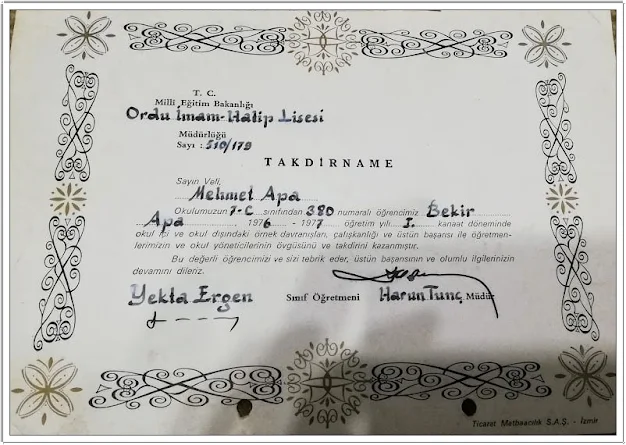 T. C.
Milli Eğitim Bakanlığı
Ordu İmam-Hatip Lisesi
Müdürlüğü
Sayı : 510/179
TAKDİRNAME
Sayın Veli,
Mehmet Apa
Okulumuzun 7-C sınıfından 380 numaralı öğrencimiz Bekir
Apa, 1976 - 1977 öğretim yılı I. kanaat döneminde
okul içi ve okul dışındaki örnek davranışları, çalışkanlığı ve üstün başarısı ile öğretmen-
lerimizin ve okul yöneticilerinin övgüsünü ve takdirini kazanmıştır.
Bu değerli öğrencimizi ve sizi tebrik eder, üstün başarısının ve olumlu ilgilerinizin
devamını dileriz.
Yekta Ergen Sınıf Öğretmeni Harun Tunç Müdür
Ticaret Matbaacılık S.A.Ş. - İzmir